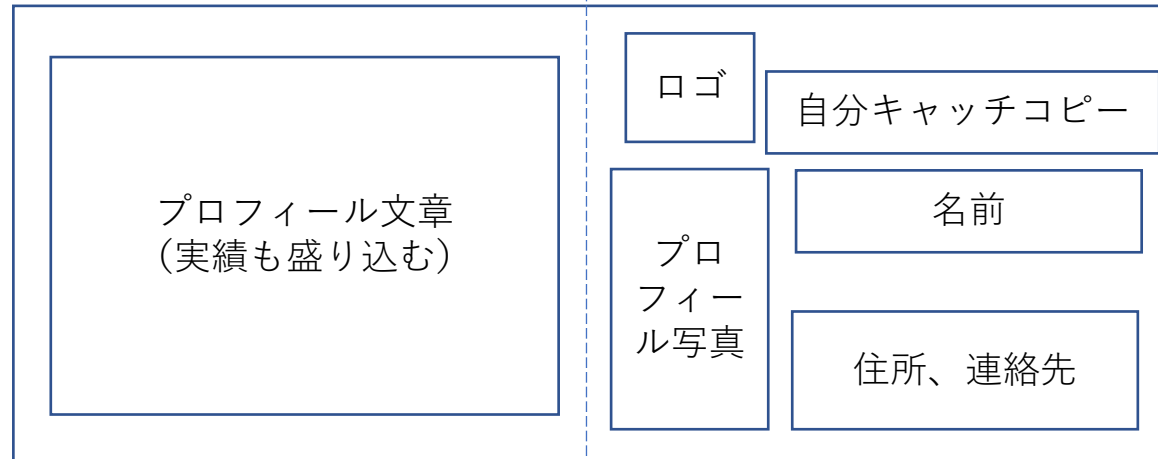 プロフィール文章
(実績も盛り込む)
ロゴ
自分キャッチコピー
プロ
フィー
ル写真
名前
住所、連絡先